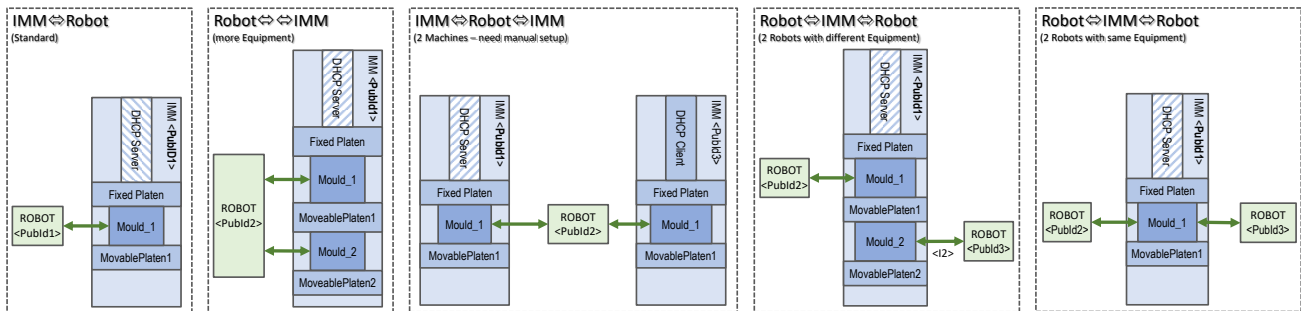 IMM⇔Robot
(Standard)
IMM <PubID1>
DHCP Server
Fixed Platen
ROBOT
<PubId1>
Mould_1
MovablePlaten1
Robot⇔ ⇔IMM
(more Equipment)
IMM <PubId1>
DHCP Server
Fixed Platen
Mould_1
ROBOT
<PubId2>
MoveablePlaten1
Mould_2
MoveablePlaten2
IMM⇔Robot⇔IMM
(2 Machines – need manual setup)
IMM <PubId1>
DHCP Server
Fixed Platen
Mould_1
MovablePlaten1
ROBOT
<PubId2>
IMM <PubId3>
DHCP Client
Fixed Platen
Mould_1
MovablePlaten1
Robot⇔IMM⇔Robot
(2 Robots with different Equipment)
IMM <PubId1>
DHCP Server
Fixed Platen
ROBOT
<PubId2>
Mould_1
MovablePlaten1
Mould_2
<I2>
ROBOT
<PubId3>
MovablePlaten2
Robot⇔IMM⇔Robot
(2 Robots with same Equipment)
IMM <PubId1>
DHCP Server
Fixed Platen
ROBOT
<PubId2>
Mould_1
ROBOT
<PubId3>
MovablePlaten1